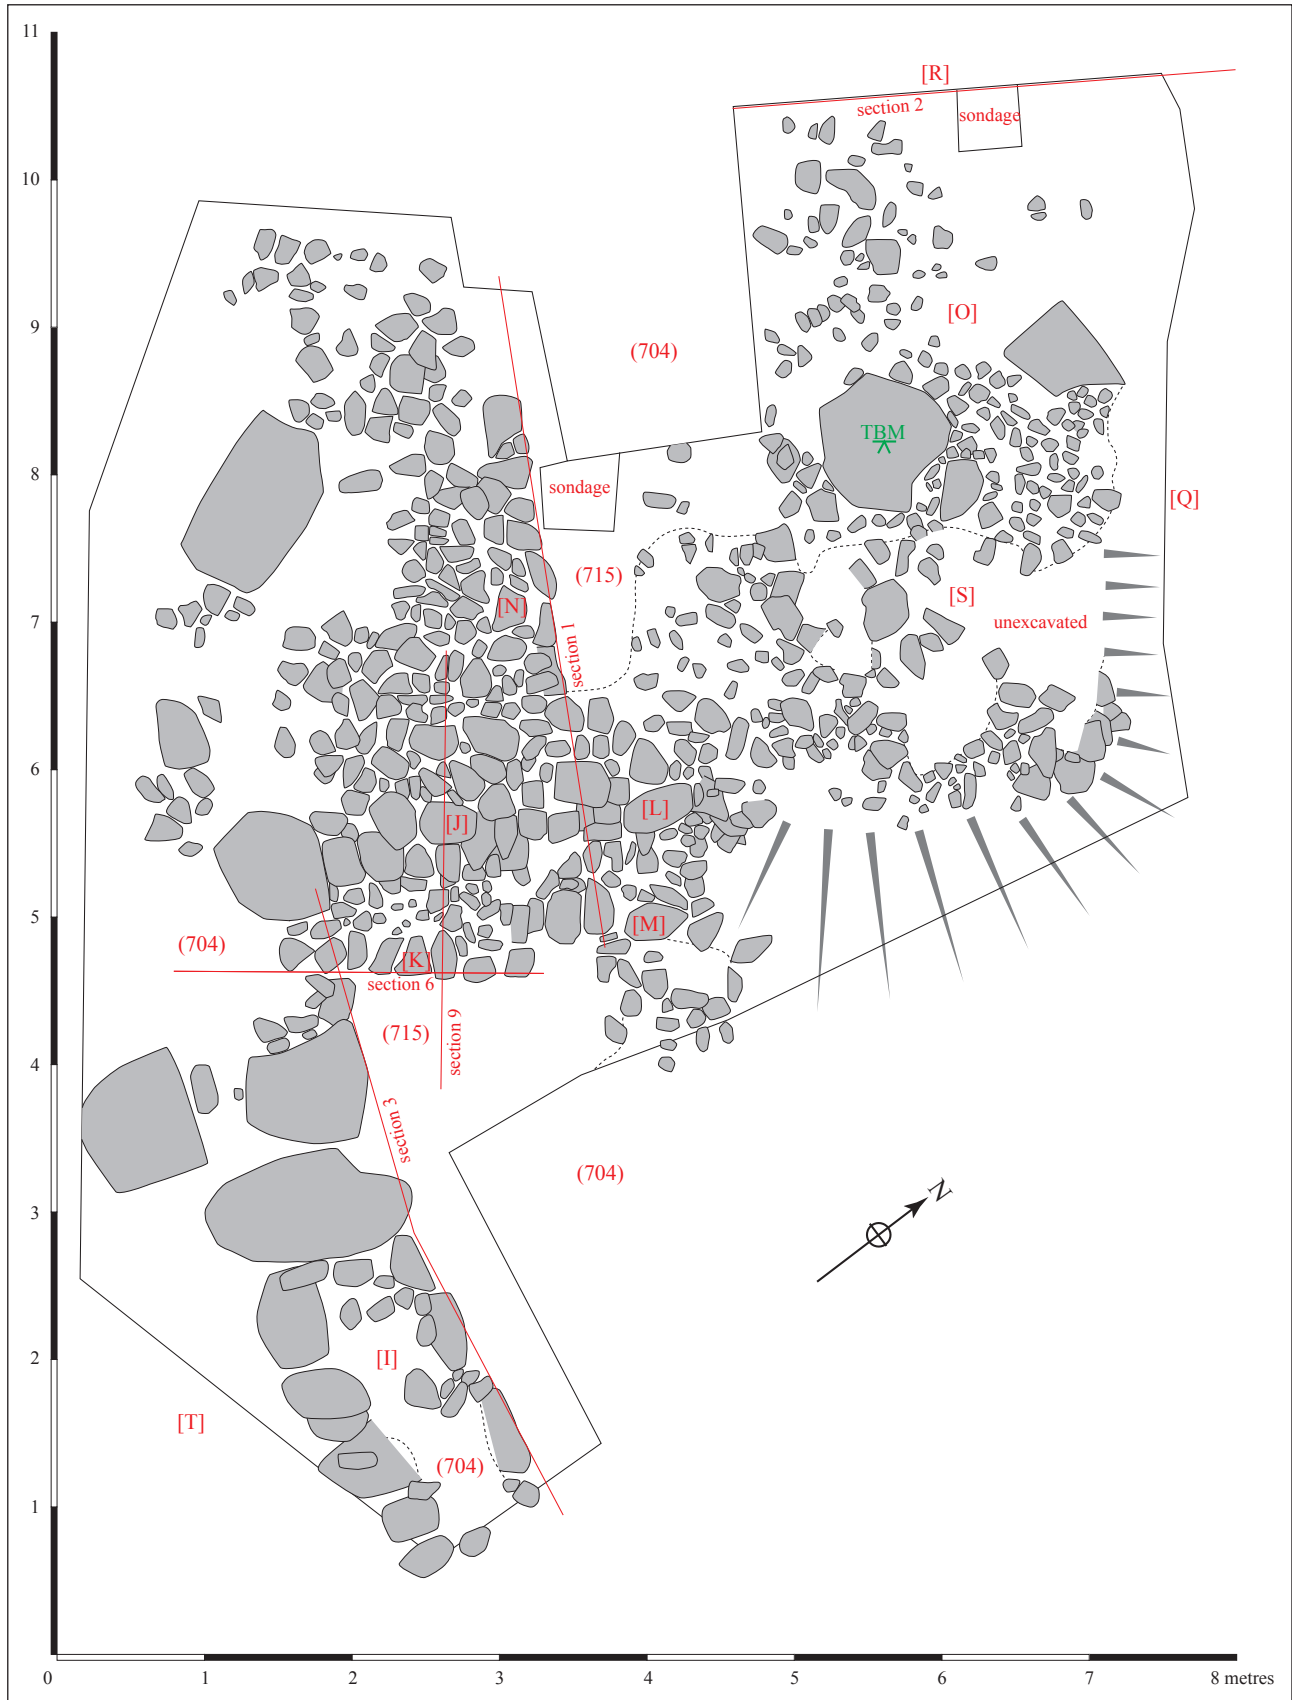 11
[R]
section 2
sondage
10
9
[O]
(704)
TBM
8
sondage
[Q]
(715)
[S]
[N]
7
unexcavated
section 1
6
[L]
[J]
5
[M]
(704)
[K]
section 6
(715)
section 9
4
section 3
(704)
3
N
2
[I]
[T]
(704)
1
0 1 2 3 4 5 6 7 8 metres